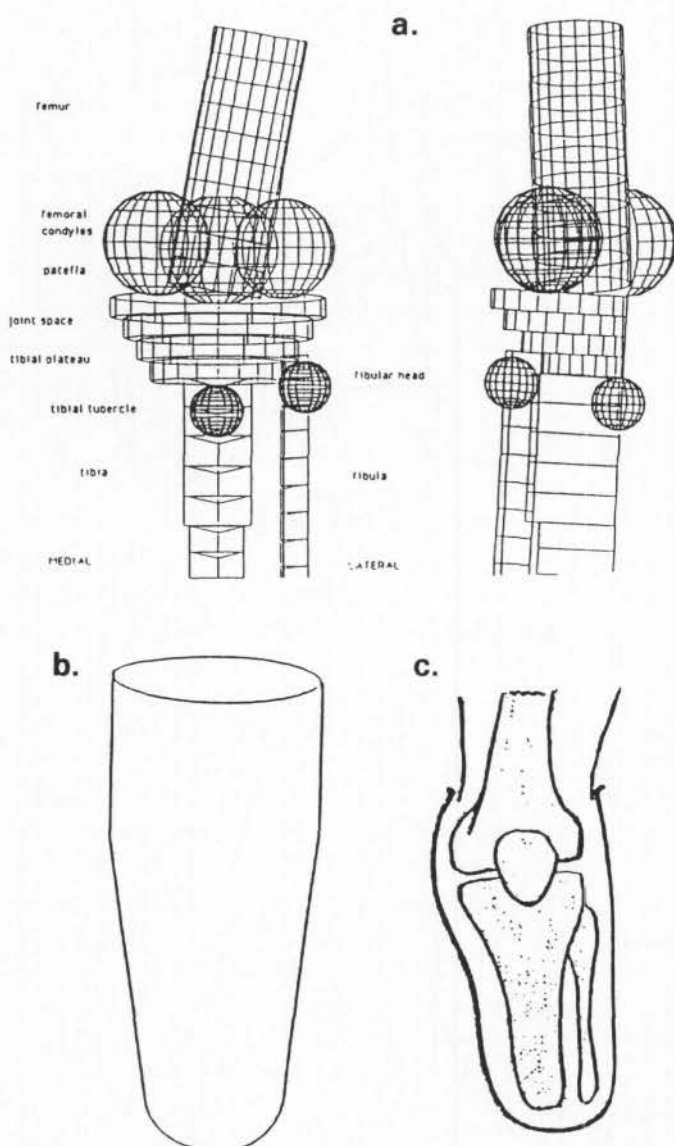 a.
femur
femoral
condyles
patella
joint space
tibial plateau
fibular head
tibial tubercle
tibia
fibula
MEDIAL
LATERAL
b.
c.